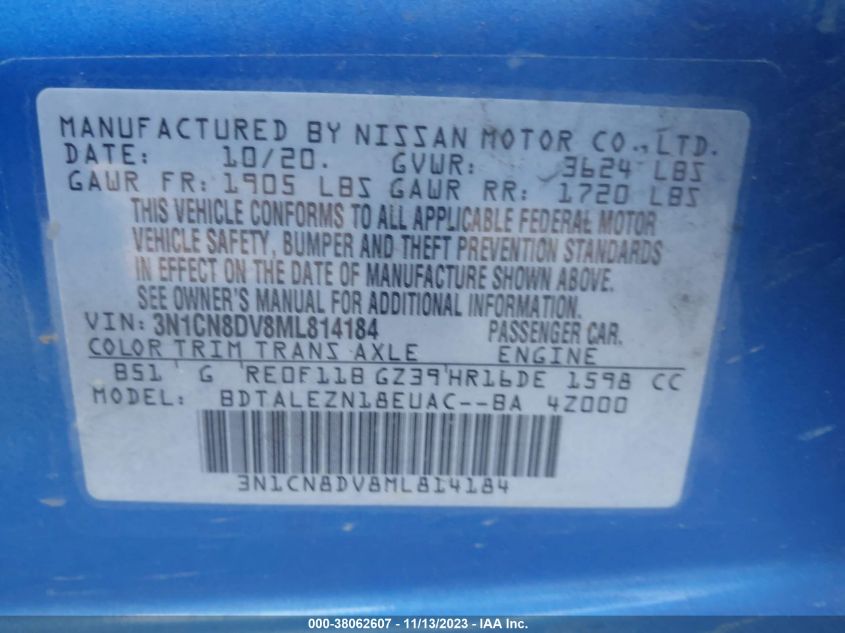 MANUFACTURED BY NISSAN MOTOR CO., LTD.
DATE: 10/20. GVWR: 3624 LBS
GAWR FR: 1905 LBS GAWR RR: 1720 LBS
THIS VEHICLE CONFORMS TO ALL APPLICABLE FEDERAL MOTOR
VEHICLE SAFETY, BUMPER AND THEFT PREVENTION STANDARDS
IN EFFECT ON THE DATE OF MANUFACTURE SHOWN ABOVE.
SEE OWNER'S MANUAL FOR ADDITIONAL INFORMATION.
VIN: 3N1CN8DV8ML814184 PASSENGER CAR.
COLOR TRIM TRANS AXLE ENGINE
B51 G RE0F11B GZ39 HR16DE 1598 CC
MODEL: BDTALEZN18EUAC--BA 4Z000
3N1CN8DV8ML814184
000-38062607 - 11/13/2023 - IAA Inc.